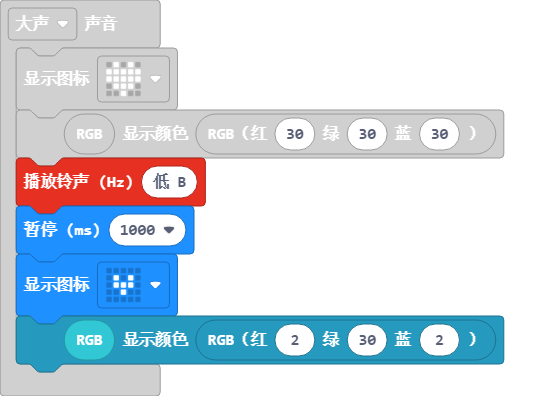 大声 声音
显示图标
RGB 显示颜色 RGB（红 30 绿 30 蓝 30 ）
播放铃声 (Hz) 低 B
暂停 (ms) 1000
显示图标
RGB 显示颜色 RGB（红 2 绿 30 蓝 2 ）